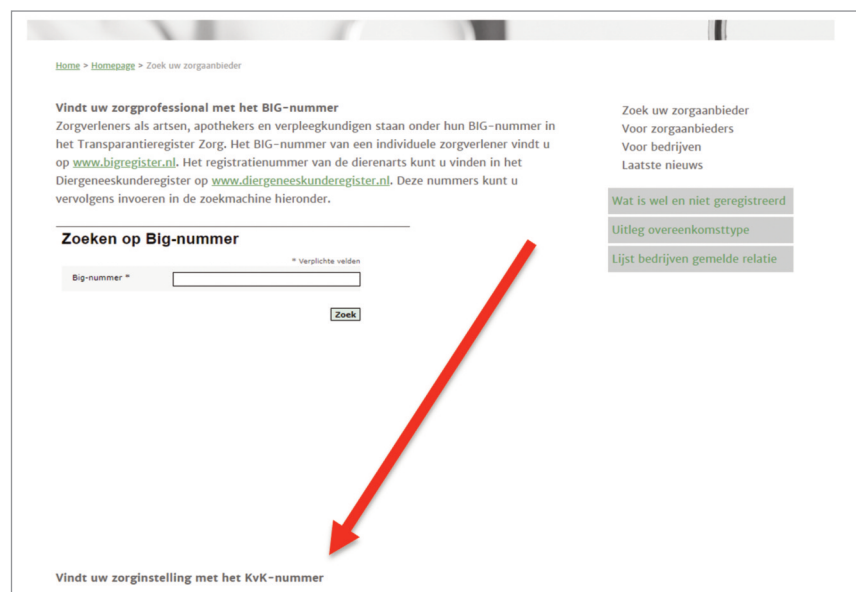 Home > Homepage > Zoek uw zorgaanbieder
Vindt uw zorgprofessional met het BIG-nummer
Zorgverleners als artsen, apothekers en verpleegkundigen staan onder hun BIG-nummer in
het Transparantieregister Zorg. Het BIG-nummer van een individuele zorgverlener vindt u
op www.bigregister.nl. Het registratienummer van de dierenarts kunt u vinden in het
Diergeneeskunderegister op www.diergeneeskunderegister.nl. Deze nummers kunt u
vervolgens invoeren in de zoekmachine hieronder.
Zoeken op Big-nummer
* Verplichte velden
Big-nummer *
Zoek
Vindt uw zorginstelling met het KvK-nummer
Zoek uw zorgaanbieder
Voor zorgaanbieders
Voor bedrijven
Laatste nieuws
Wat is wel en niet geregistreerd
Uitleg overeenkomsttype
Lijst bedrijven gemelde relatie